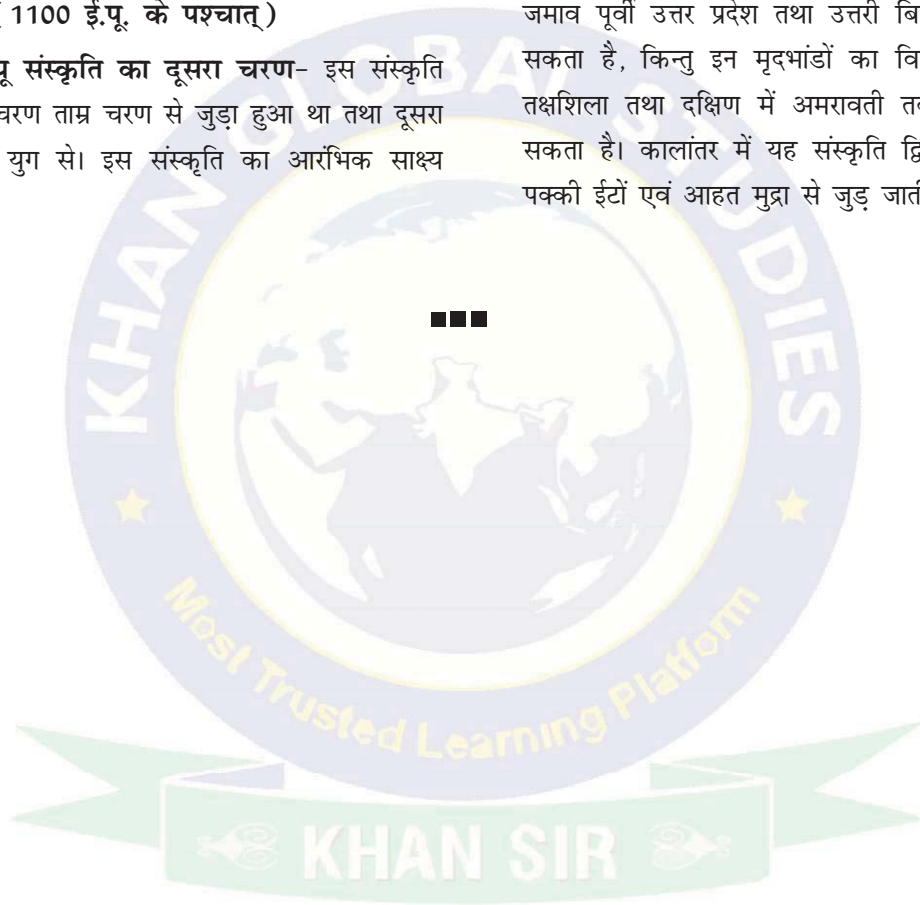 1100 ई.पू. के पश्चात्)
संस्कृति का दूसरा चरण– इस संस्कृति
चरण ताम्र चरण से जुड़ा हुआ था तथा दूसरा
युग से। इस संस्कृति का आरंभिक साक्ष्य
जमाव पूर्वी उत्तर प्रदेश तथा उत्तरी
सकता है, किन्तु इन मृदभांडों का
तक्षशिला तथा दक्षिण में अमरावती
सकता है। कालांतर में यह संस्कृति
पक्की ईटों एवं आहत मुद्रा से जुड़
KHAN GLOBAL STUDIES
Most Trusted Learning Platform
KHAN SIR